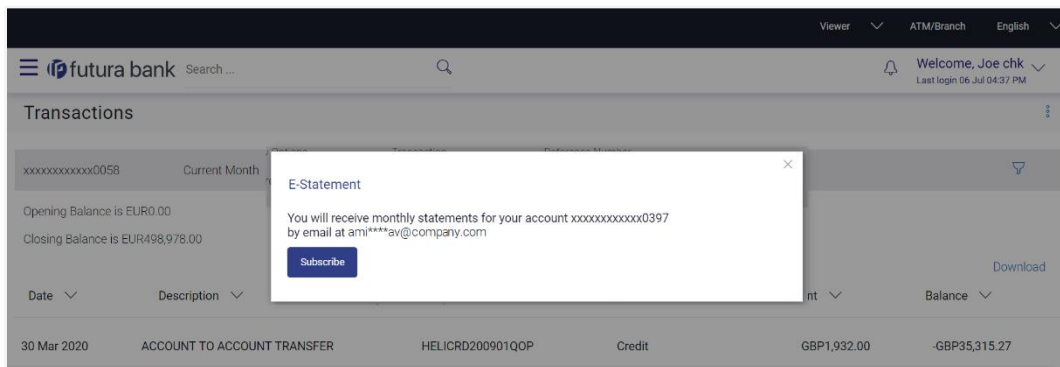 Viewer ATM/Branch English
futura bank Search ... Welcome, Joe chk
Last login 06 Jul 04:37 PM
Transactions
xxxxxxxxxxxx0058 Current Month
E-Statement
You will receive monthly statements for your account xxxxxxxxxxxx0397
by email at ami****av@company.com
Subscribe
Opening Balance is EUR0.00
Closing Balance is EUR498,978.00
Download
Date Description nt Balance
30 Mar 2020 ACCOUNT TO ACCOUNT TRANSFER HELICRD200901QOP Credit GBP1,932.00 -GBP35,315.27